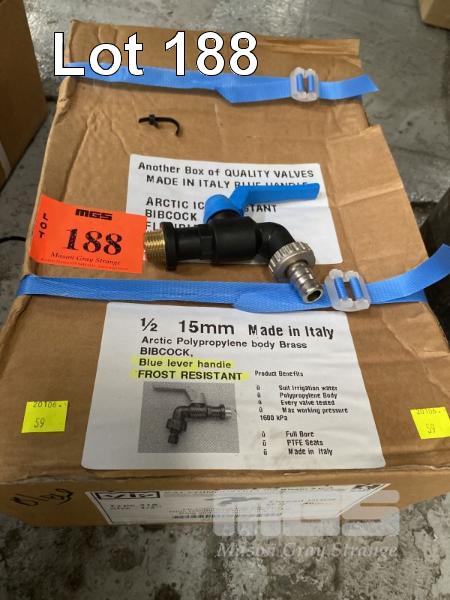 Lot 188
Another Box of QUALITY VALVES
MADE IN ITALY BLUE HANDLE
ARCTIC
BIBCOCK
LOT
MGS
188
Mason Gray Strange
½ 15mm Made in Italy
Arctic Polypropylene body Brass
BIBCOCK,
Blue lever handle
FROST RESISTANT
Product Benefits
ü Suit irrigation water
ü Polypropylene Body
ü Every valve tested
ü Max working pressure
1600 kPa
ü Full Bore
ü PTFE Seats
ü Made in Italy
20106.
59
20106.
59
MGS
Mason Gray Strange